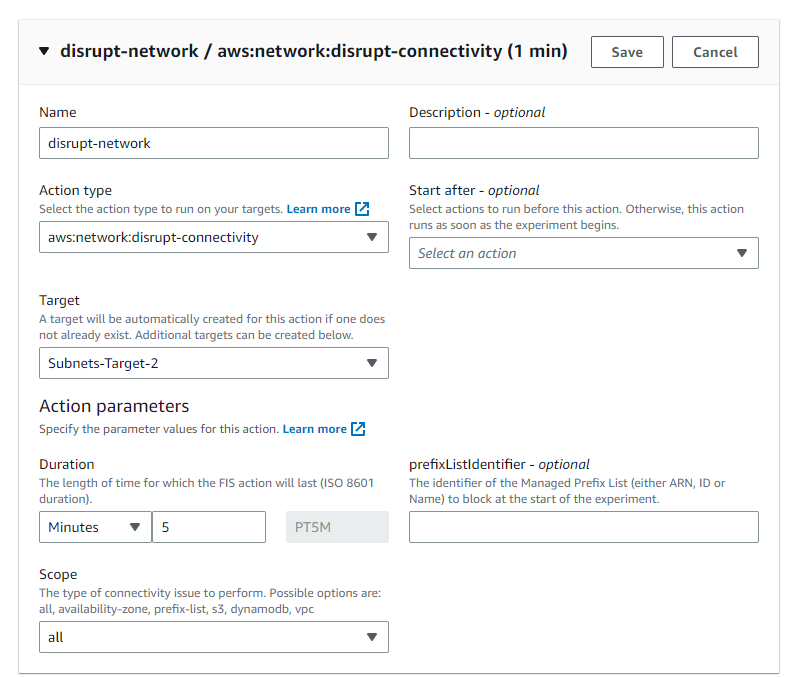 disrupt-network / aws:network:disrupt-connectivity (1 min)
Save
Cancel
Name
disrupt-network
Description - optional
Action type
Select the action type to run on your targets. Learn more
aws:network:disrupt-connectivity
Start after - optional
Select actions to run before this action. Otherwise, this action
runs as soon as the experiment begins.
Select an action
Target
A target will be automatically created for this action if one does
not already exist. Additional targets can be created below.
Subnets-Target-2
Action parameters
Specify the parameter values for this action. Learn more
Duration
The length of time for which the FIS action will last (ISO 8601
duration).
Minutes
5
PT5M
prefixListIdentifier - optional
The identifier of the Managed Prefix List (either ARN, ID or
Name) to block at the start of the experiment.
Scope
The type of connectivity issue to perform. Possible options are:
all, availability-zone, prefix-list, s3, dynamodb, vpc
all